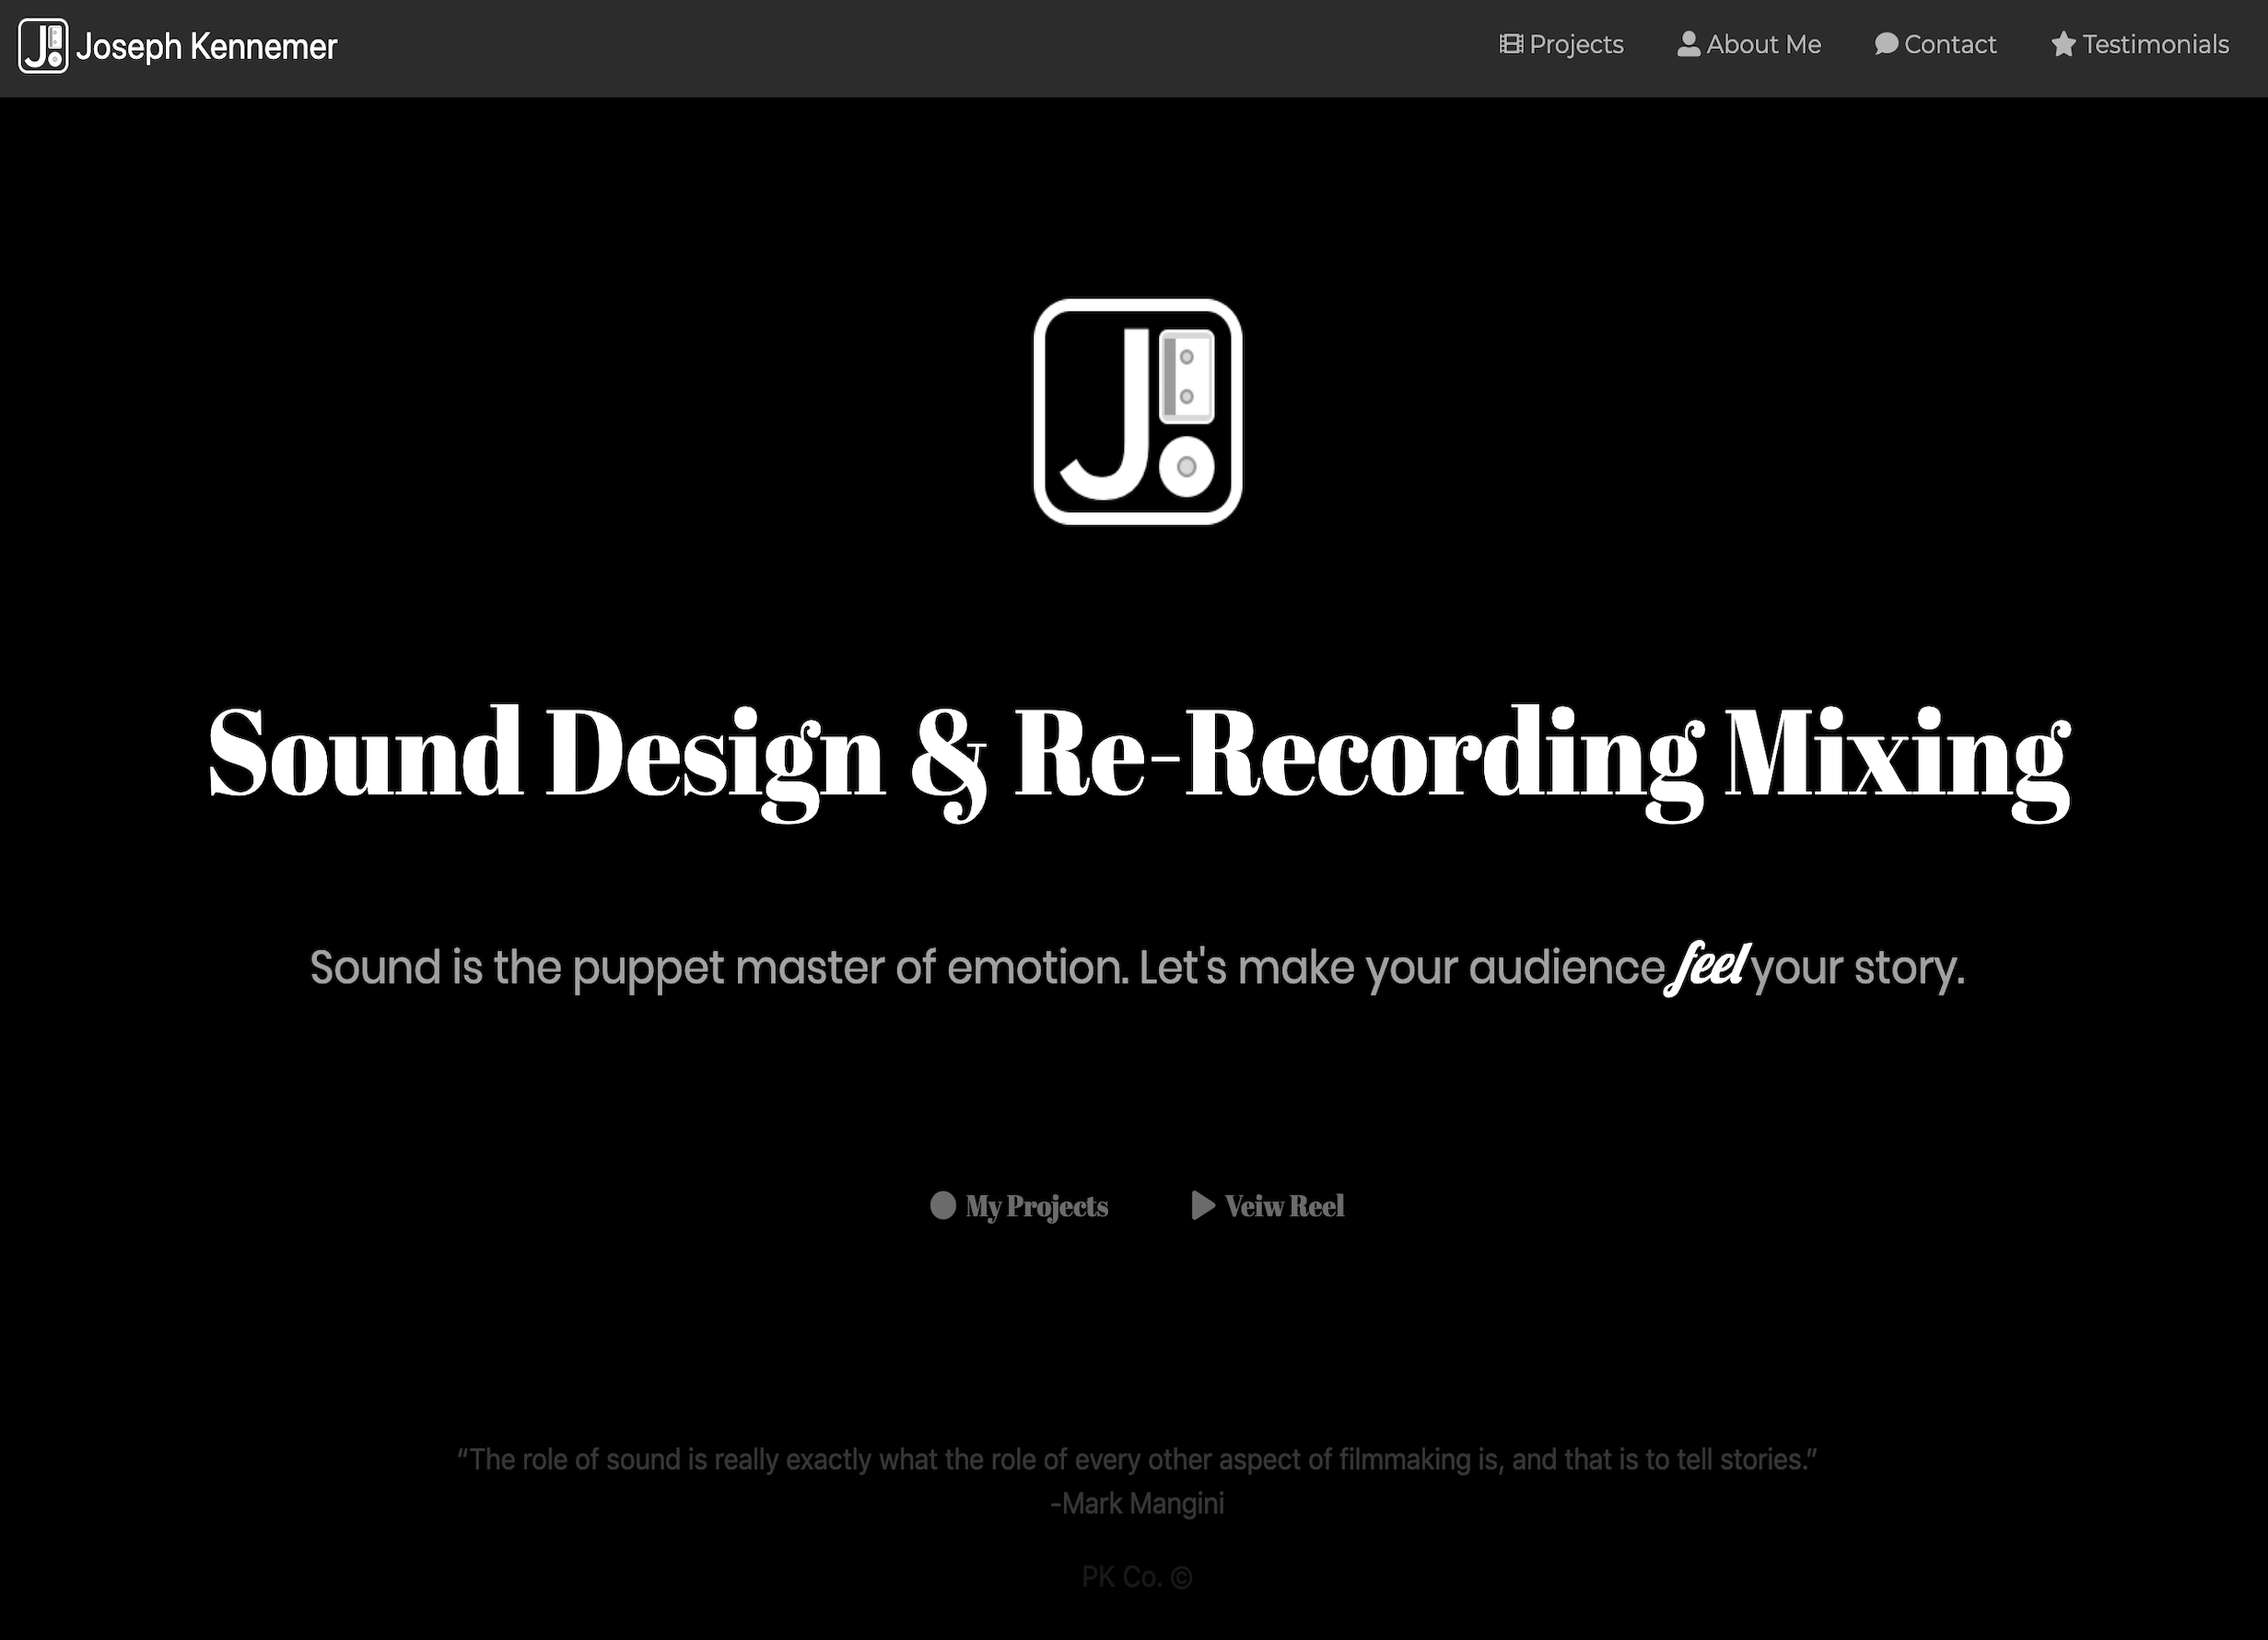 Joseph Kennemer
Projects
About Me
Contact
Testimonials
J
Sound Design & Re-Recording Mixing
Sound is the puppet master of emotion. Let's make your audience feel your story.
My Projects
Veiw Reel
“The role of sound is really exactly what the role of every other aspect of filmmaking is, and that is to tell stories.”
-Mark Mangini
PK Co. ©